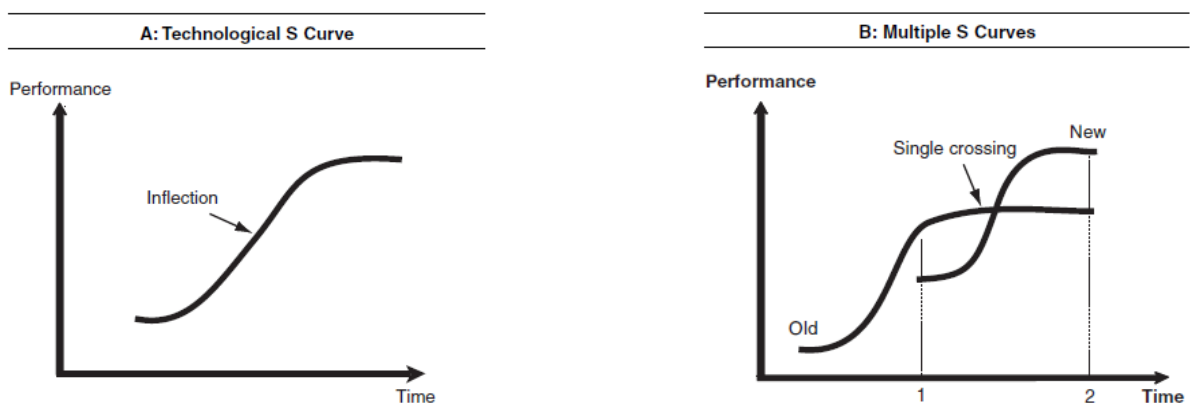 A: Technological S Curve
Performance
Inflection
Time
B: Multiple S Curves
Performance
New
Single crossing
Old
1
2
Time